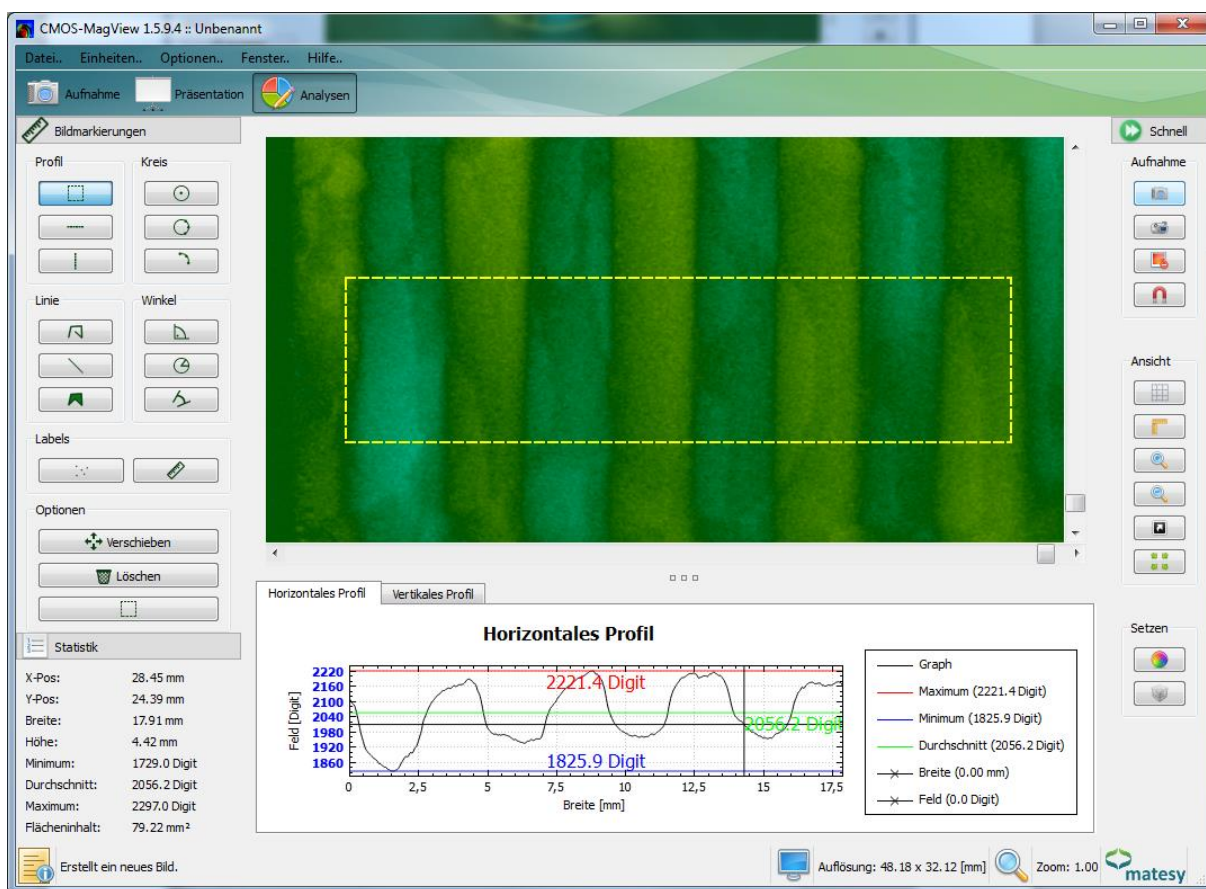 CMOS-MagView 1.5.9.4 :: Unbenannt
Datei.. Einheiten.. Optionen.. Fenster.. Hilfe..
Aufnahme Präsentation Analysen
Bildmarkierungen
Profil Kreis
Linie Winkel
Labels
Optionen
Verschieben
Löschen
Statistik
X-Pos: 28.45 mm
Y-Pos: 24.39 mm
Breite: 17.91 mm
Höhe: 4.42 mm
Minimum: 1729.0 Digit
Durchschnitt: 2056.2 Digit
Maximum: 2297.0 Digit
Flächeninhalt: 79.22 mm²
Horizontales Profil Vertikales Profil
Horizontales Profil
Feld [Digit]
2220
2160
2100
2040
1980
1920
1860
2221.4 Digit
2056.2 Digit
1825.9 Digit
0 2,5 5 7,5 10 12,5 15 17,5
Breite [mm]
Graph
Maximum (2221.4 Digit)
Minimum (1825.9 Digit)
Durchschnitt (2056.2 Digit)
Breite (0.00 mm)
Feld (0.0 Digit)
Schnell
Aufnahme
Ansicht
Setzen
Erstellt ein neues Bild.
Auflösung: 48.18 x 32.12 [mm] Zoom: 1.00 matesy